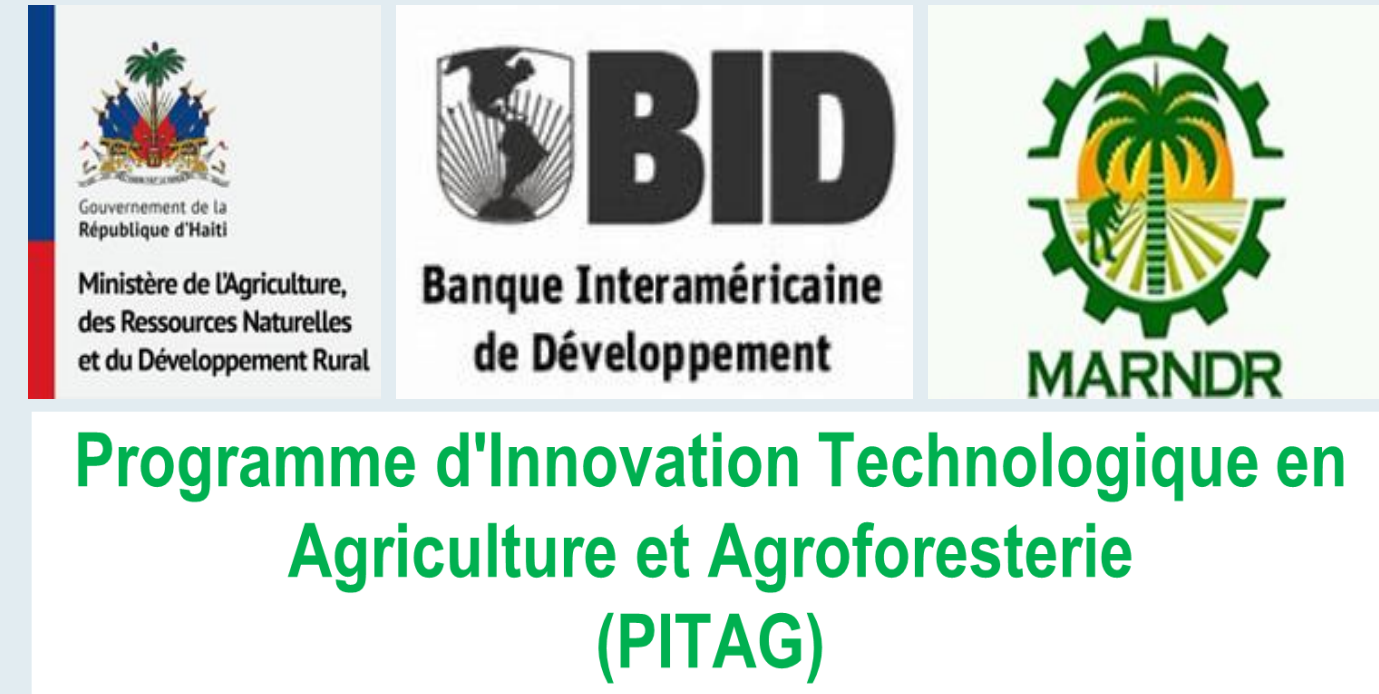 Gouvernement de la
République d'Haiti
Ministère de l'Agriculture,
des Ressources Naturelles
et du Développement Rural
BID
Banque Interaméricaine
de Développement
MARNDR
Programme d'Innovation Technologique en
Agriculture et Agroforesterie
(PITAG)